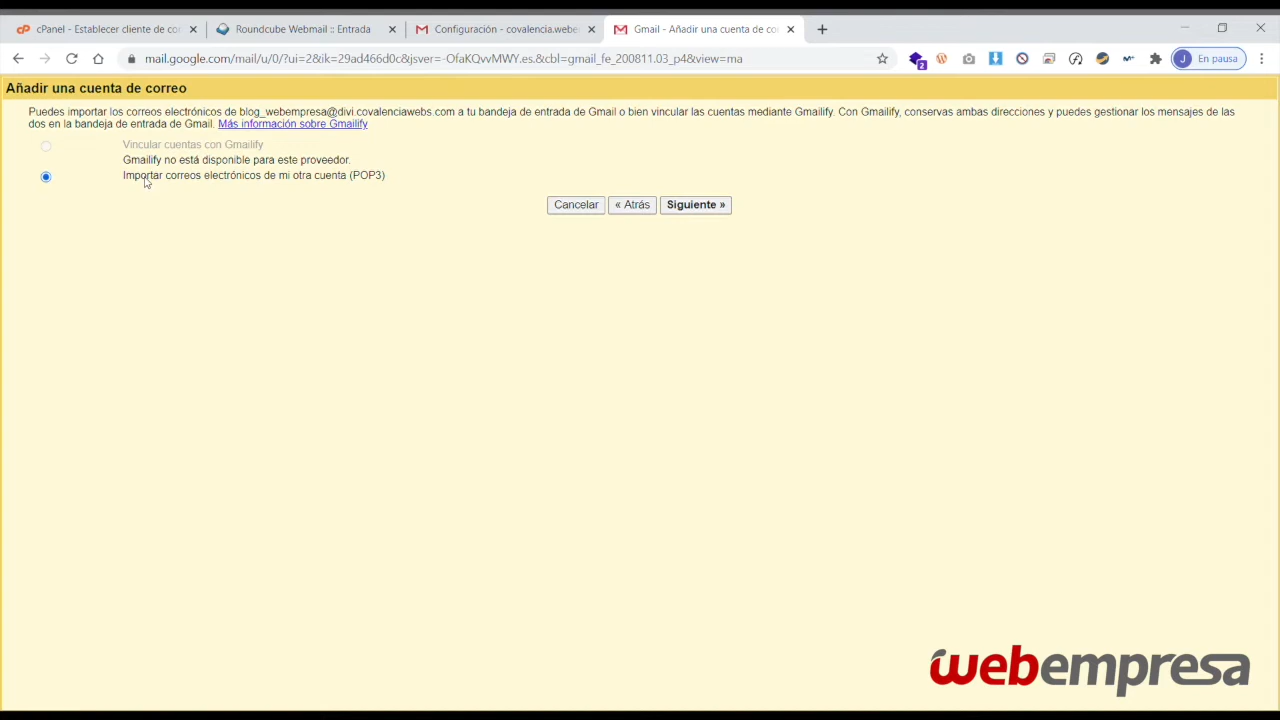 cPanel - Establecer cliente de co
Roundcube Webmail :: Entrada
Configuración - covalencia.webe
Gmail - Añadir una cuenta de co
mail.google.com/mail/u/0/?ui=2&ik=29ad466d0c&jsver=-OfaKOwMWY.es.&cbl=gmail_fe_200811.03_p4&view=ma
2
J En pausa
Añadir una cuenta de correo
Puedes importar los correos electrónicos de blog_webempresa@divi.covalenciawebs.com a tu bandeja de entrada de Gmail o bien vincular las cuentas mediante Gmailify. Con Gmailify, conservas ambas direcciones y puedes gestionar los mensajes de las
dos en la bandeja de entrada de Gmail. Más información sobre Gmailify
Vincular cuentas con Gmailify
Gmailify no está disponible para este proveedor.
Importar correos electrónicos de mi otra cuenta (POP3)
Cancelar
« Atrás
Siguiente »
webempresa